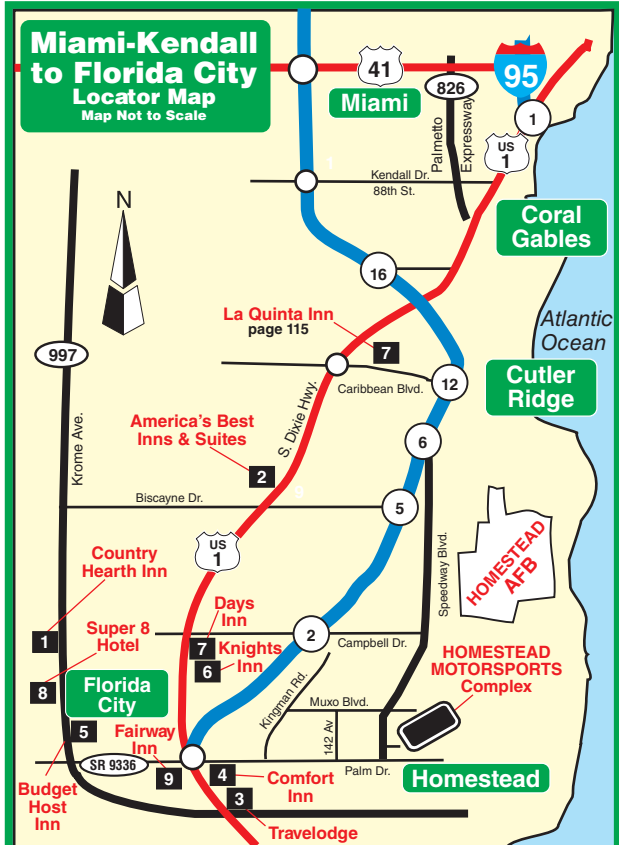 Miami-Kendall
to Florida City
Locator Map
Map Not to Scale
41
95
826
Miami
Palmetto
Expressway
1
US
1
1
Kendall Dr.
88th St.
N
Coral
Gables
16
La Quinta Inn
page 115
7
Atlantic
Ocean
997
Caribbean Blvd.
12
Cutler
Ridge
S. Dixie Hwy.
America's Best
Inns & Suites
2
6
Krome Ave.
9
Biscayne Dr.
5
US
1
HOMESTEAD
AFB
Speedway Blvd.
Country
Hearth Inn
1
Days
Inn
7
Knights
Inn
6
2
Campbell Dr.
Super 8
Hotel
8
HOMESTEAD
MOTORSPORTS
Complex
Kingman Rd.
Florida
City
Muxo Blvd.
142 Av
5
Fairway
Inn
SR 9336
9
4
Comfort
Inn
Palm Dr.
Homestead
Budget
Host
Inn
3
Travelodge